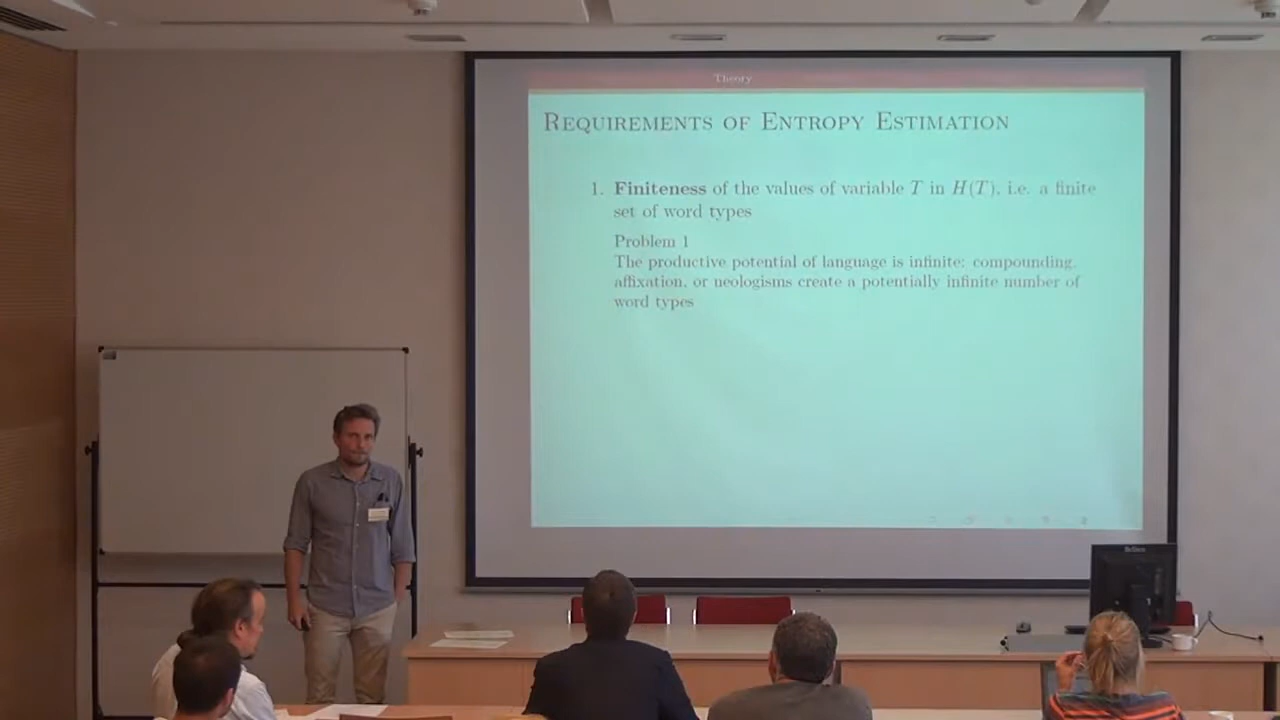 Theory
REQUIREMENTS OF ENTROPY ESTIMATION
1. Finiteness of the values of variable T in H(T), i.e. a finite
set of word types
Problem 1
The productive potential of language is infinite: compounding,
affixation, or neologisms create a potentially infinite number of
word types